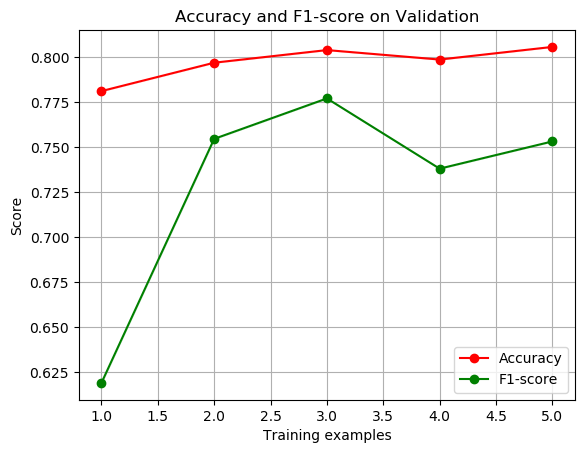 Accuracy and F1-score on Validation
0.800
0.775
0.750
0.725
0.700
0.675
0.650
0.625
Score
1.0 1.5 2.0 2.5 3.0 3.5 4.0 4.5 5.0
Training examples
Accuracy
F1-score